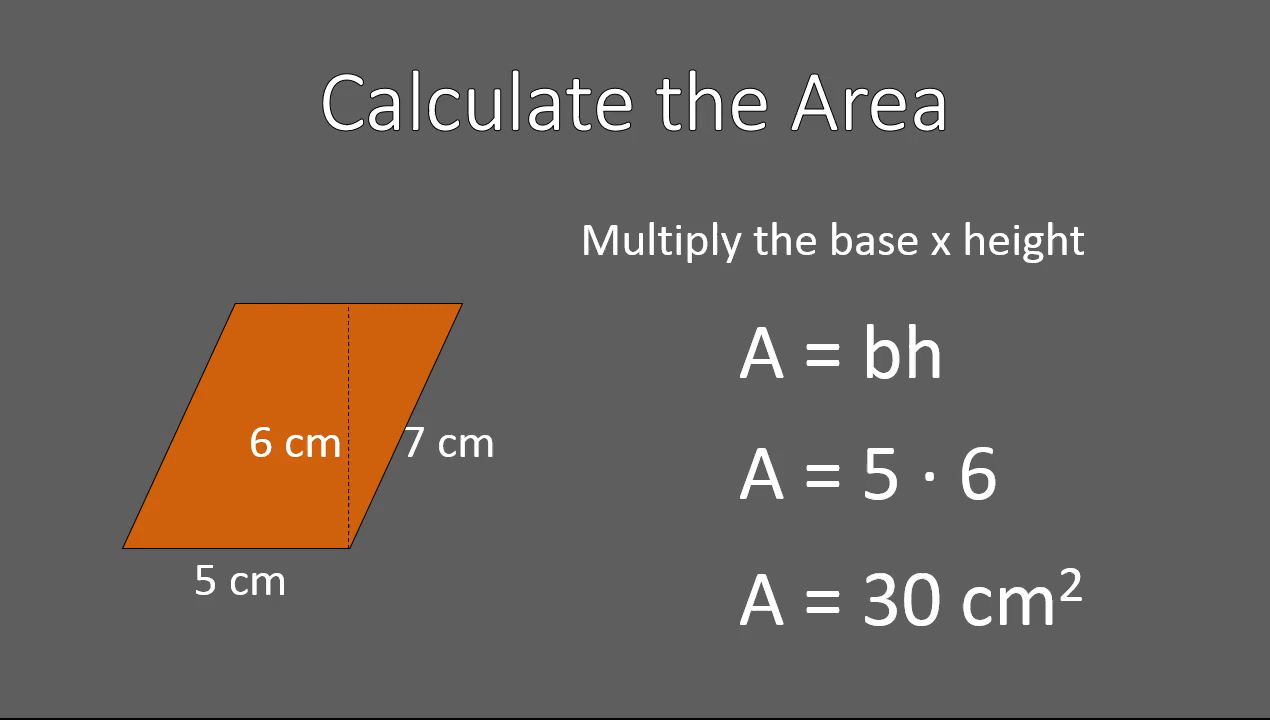 Calculate the Area
Multiply the base x height
A = bh
6 cm
7 cm
A = 5 · 6
5 cm
A = 30 cm²